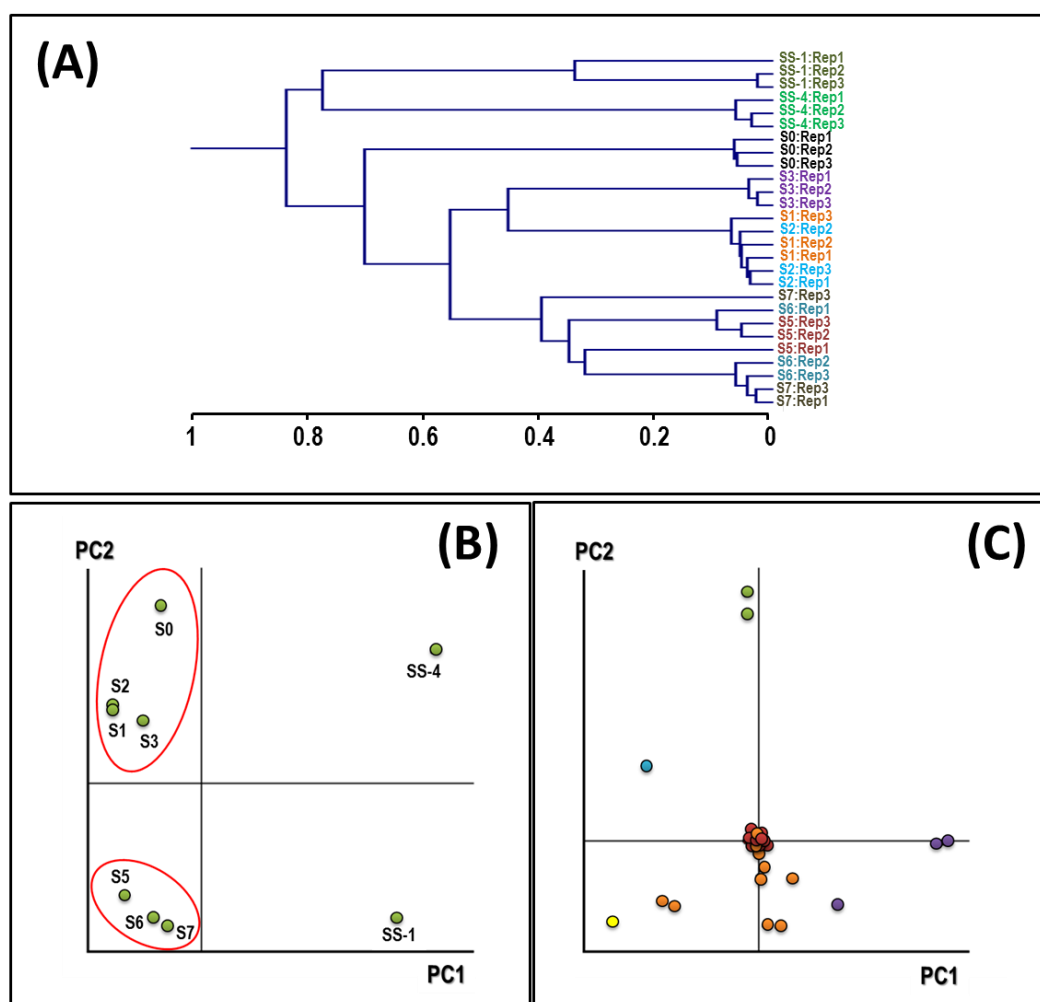 (A)
SS-1:Rep1
SS-1:Rep2
SS-1:Rep3
SS-4:Rep1
SS-4:Rep2
SS-4:Rep3
S0:Rep1
S0:Rep2
S0:Rep3
S3:Rep1
S3:Rep2
S3:Rep3
S1:Rep3
S2:Rep2
S1:Rep2
S1:Rep1
S2:Rep3
S2:Rep1
S7:Rep3
S6:Rep1
S5:Rep3
S5:Rep2
S5:Rep1
S6:Rep2
S6:Rep3
S7:Rep3
S7:Rep1
1 0.8 0.6 0.4 0.2 0
(B)
PC2
S0
SS-4
S2
S1
S3
S5
S6
S7
SS-1
PC1
(C)
PC2
PC1